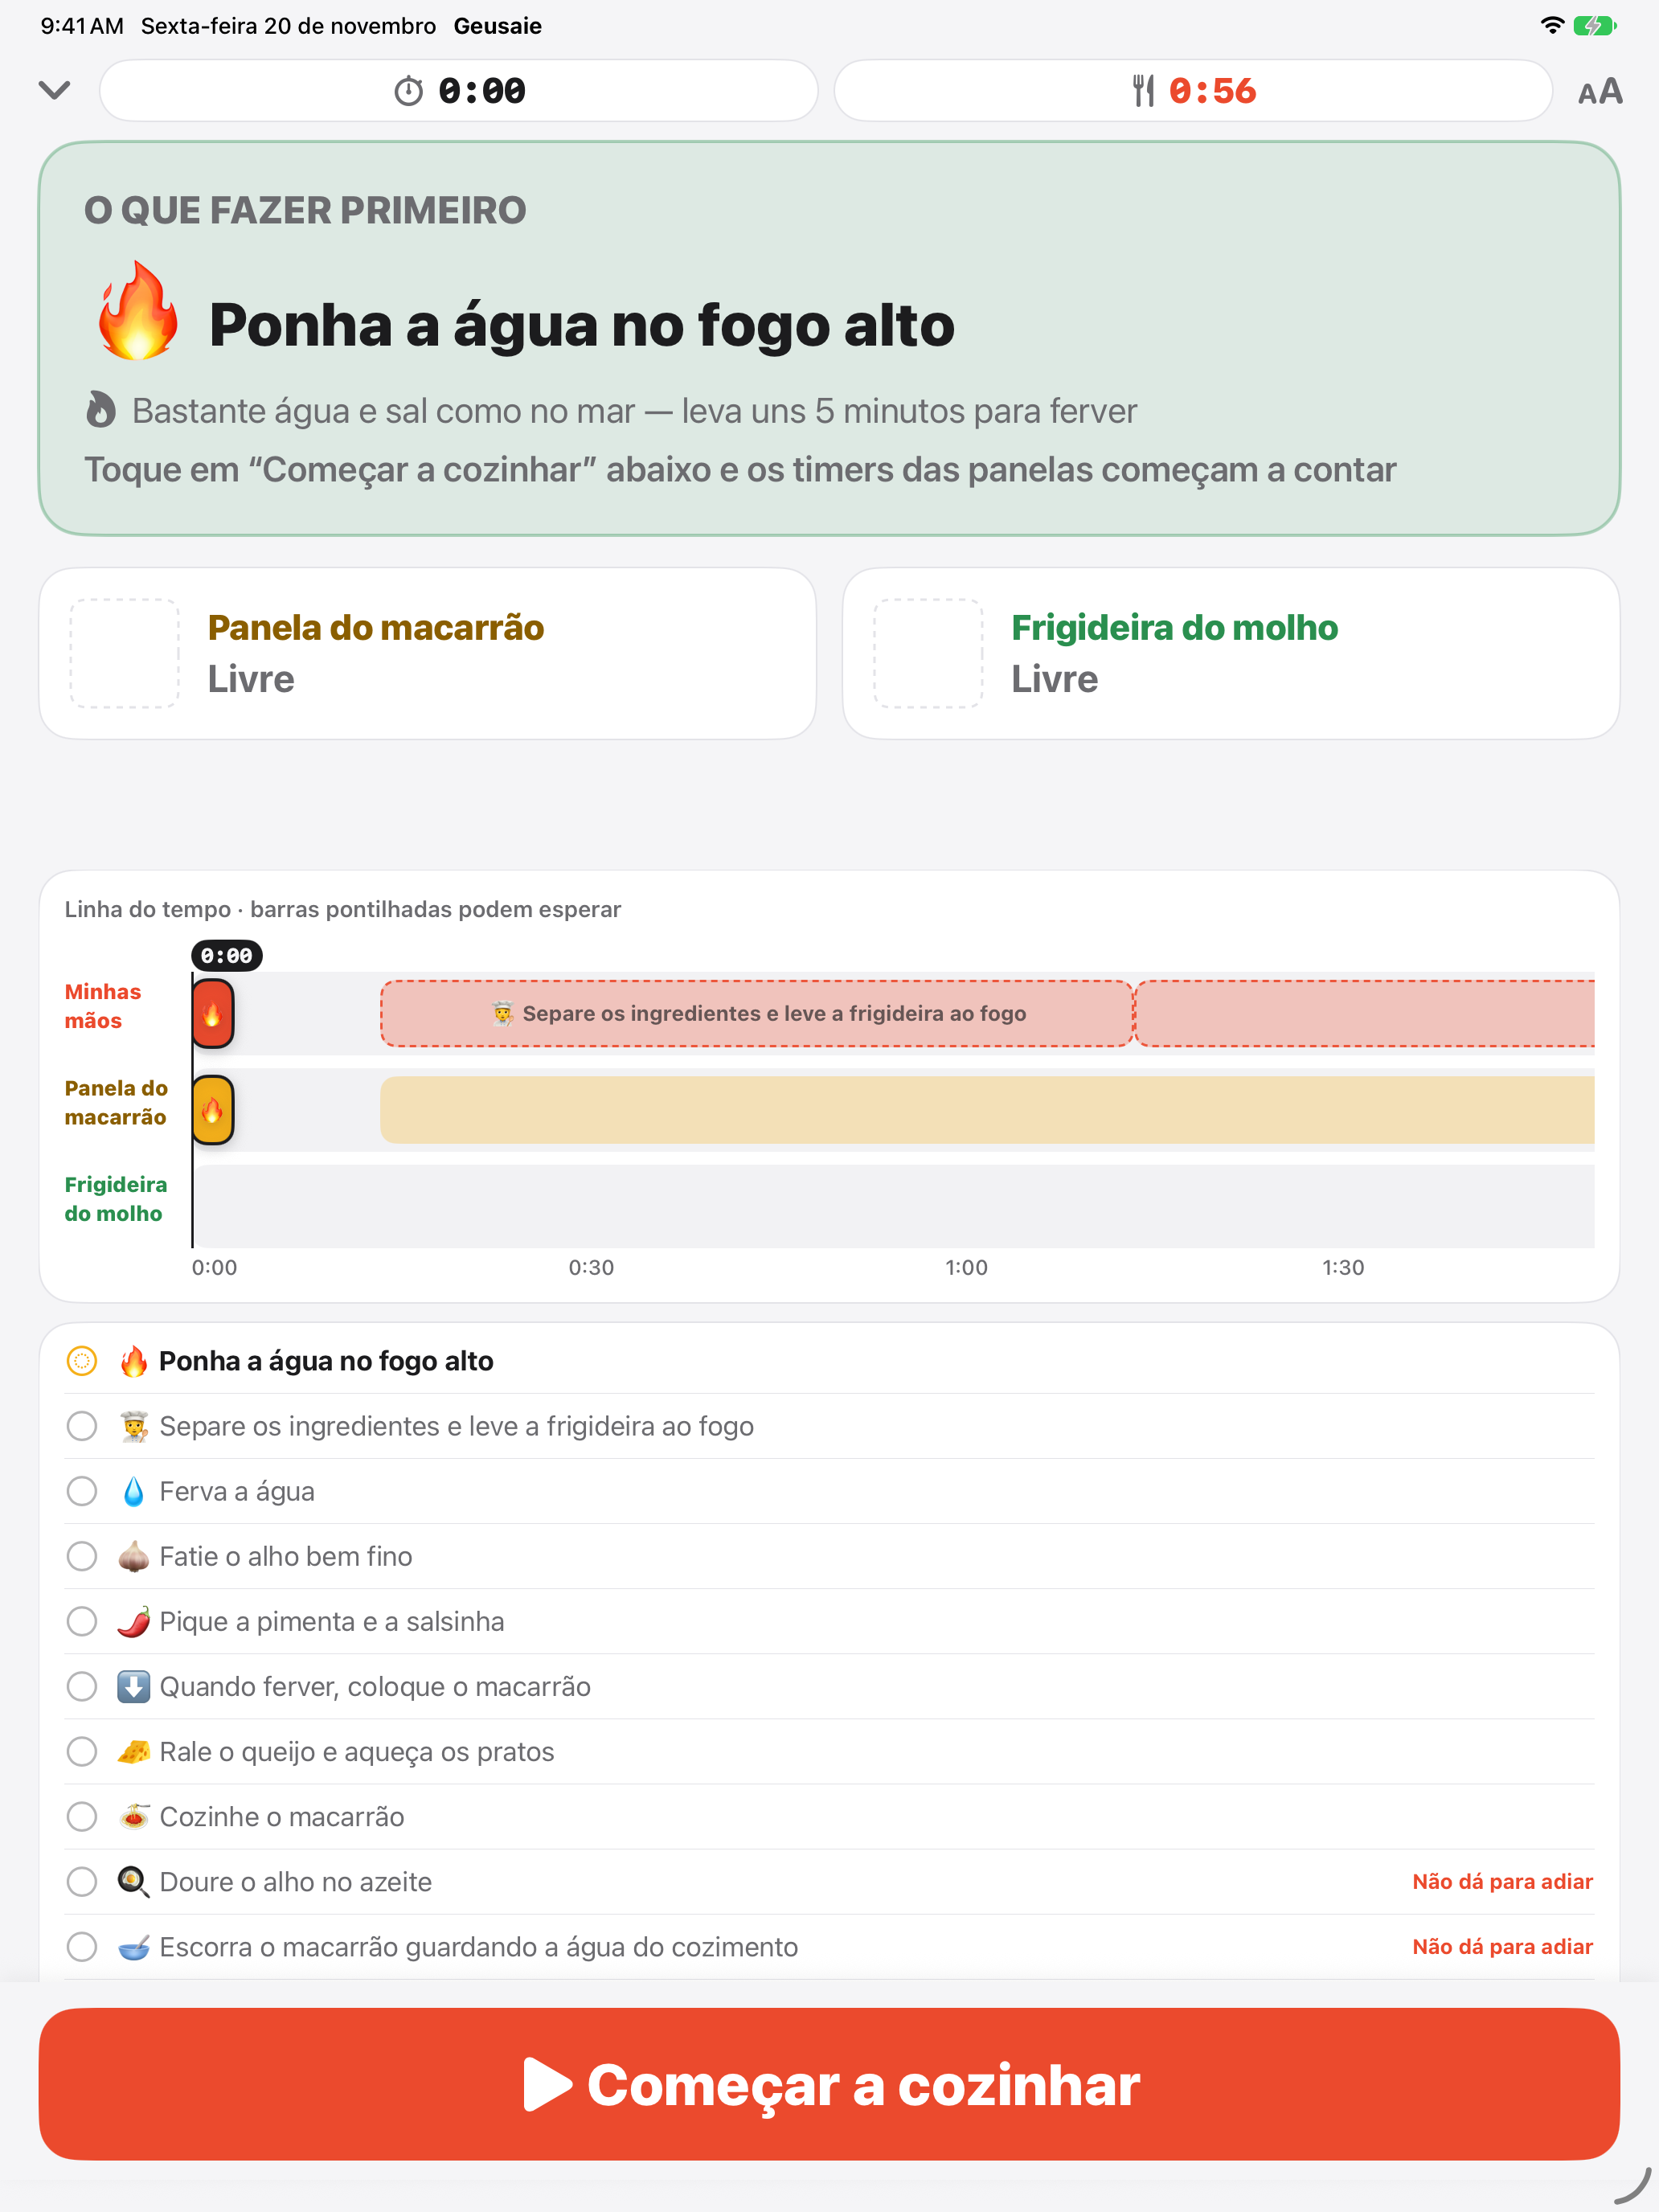 9:41 AM Sexta-feira 20 de novembro Geusaie
0:00
0:56
AA
O QUE FAZER PRIMEIRO
Ponha a água no fogo alto
Bastante água e sal como no mar — leva uns 5 minutos para ferver
Toque em “Começar a cozinhar” abaixo e os timers das panelas começam a contar
Panela do macarrão
Livre
Frigideira do molho
Livre
Linha do tempo · barras pontilhadas podem esperar
0:00
Minhas
mãos
Separe os ingredientes e leve a frigideira ao fogo
Panela do
macarrão
Frigideira
do molho
0:00 0:30 1:00 1:30
Ponha a água no fogo alto
Separe os ingredientes e leve a frigideira ao fogo
Ferva a água
Fatie o alho bem fino
Pique a pimenta e a salsinha
Quando ferver, coloque o macarrão
Rale o queijo e aqueça os pratos
Cozinhe o macarrão
Doure o alho no azeite Não dá para adiar
Escorra o macarrão guardando a água do cozimento Não dá para adiar
Começar a cozinhar